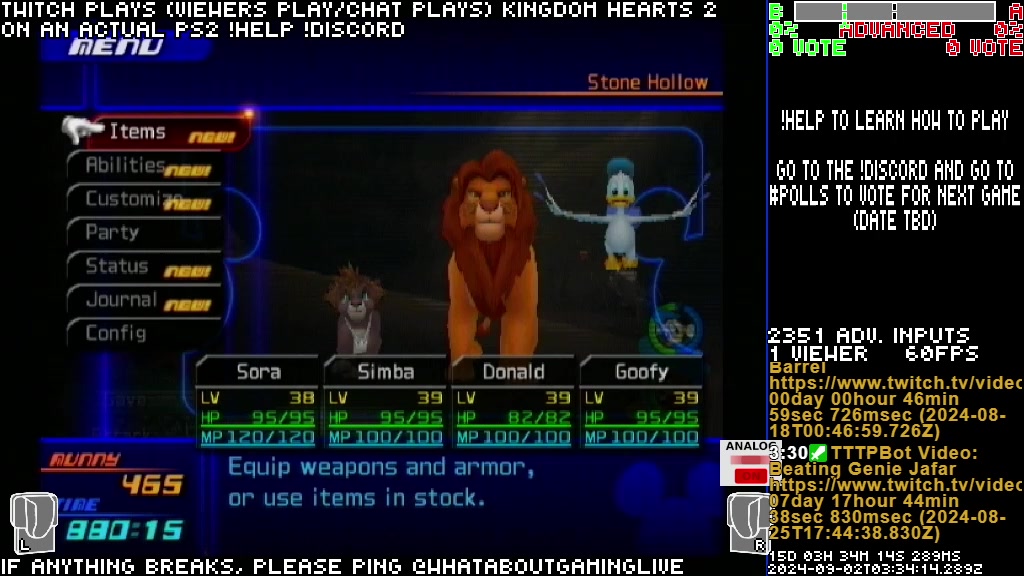 TWITCH PLAYS (VIEWERS PLAY/CHAT PLAYS) KINGDOM HEARTS 2
ON AN ACTUAL PS2 !HELP !DISCORD
MENU
Stone Hollow
Items NEW!
Abilities NEW!
Customize NEW!
Party
Status NEW!
Journal NEW!
Config
Save
Sora
LV 38
HP 95/95
MP 120/120
Simba
LV 39
HP 95/95
MP 100/100
Donald
LV 39
HP 82/82
MP 100/100
Goofy
LV 39
HP 95/95
MP 100/100
MUNNY
465
TIME
880:15
Equip weapons and armor,
or use items in stock.
L
R
ANALOG
ON
IF ANYTHING BREAKS, PLEASE PING @WHATABOUTGAMINGLIVE
B A
0% ADVANCED 0%
0 VOTE 0 VOTE
!HELP TO LEARN HOW TO PLAY
GO TO THE !DISCORD AND GO TO
#POLLS TO VOTE FOR NEXT GAME
(DATE TBD)
2351 ADV. INPUTS
1 VIEWER 60FPS
Barrel
https://www.twitch.tv/video
00day 00hour 46min
59sec 726msec (2024-08-
18T00:46:59.726Z)
3:30 TTTPBot Video:
Beating Genie Jafar
https://www.twitch.tv/video
07day 17hour 44min
38sec 830msec (2024-08-
25T17:44:38.830Z)
15D 03H 34M 14S 289MS
2024-09-02T03:34:14.289Z